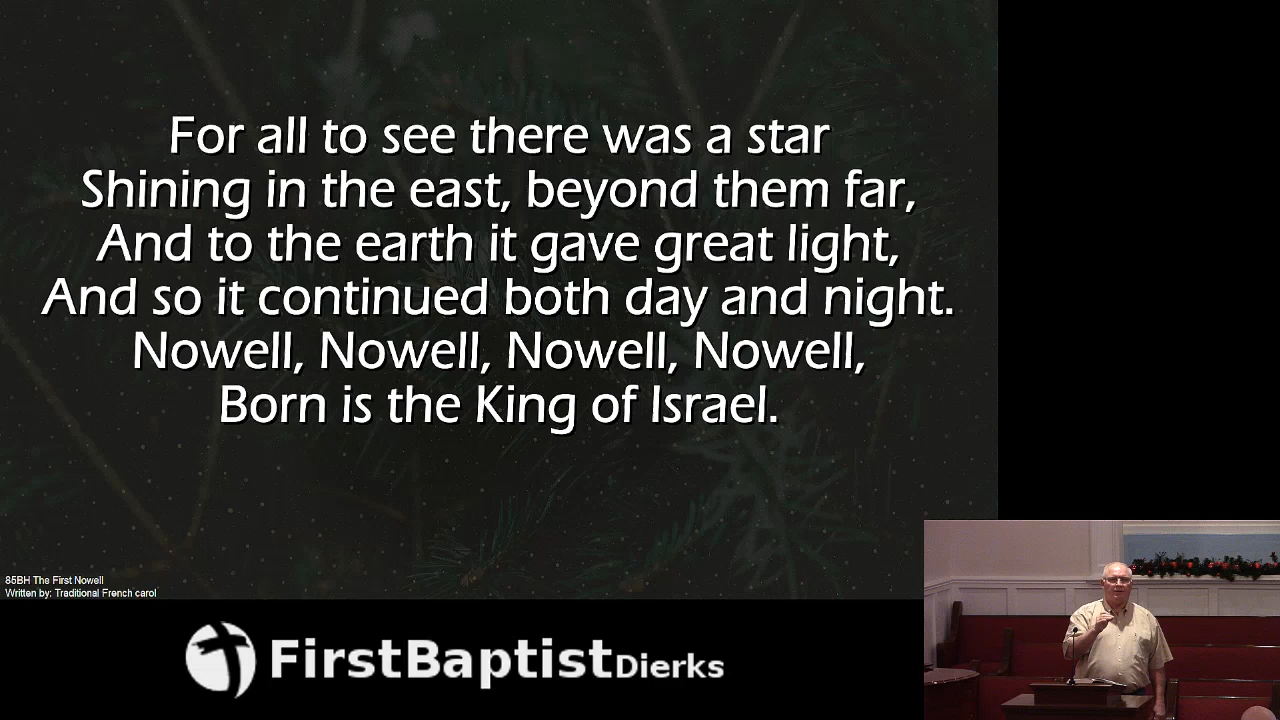 For all to see there was a star
Shining in the east, beyond them far,
And to the earth it gave great light,
And so it continued both day and night.
Nowell, Nowell, Nowell, Nowell,
Born is the King of Israel.
85BH The First Nowell
Written by: Traditional French carol
FirstBaptistDierks